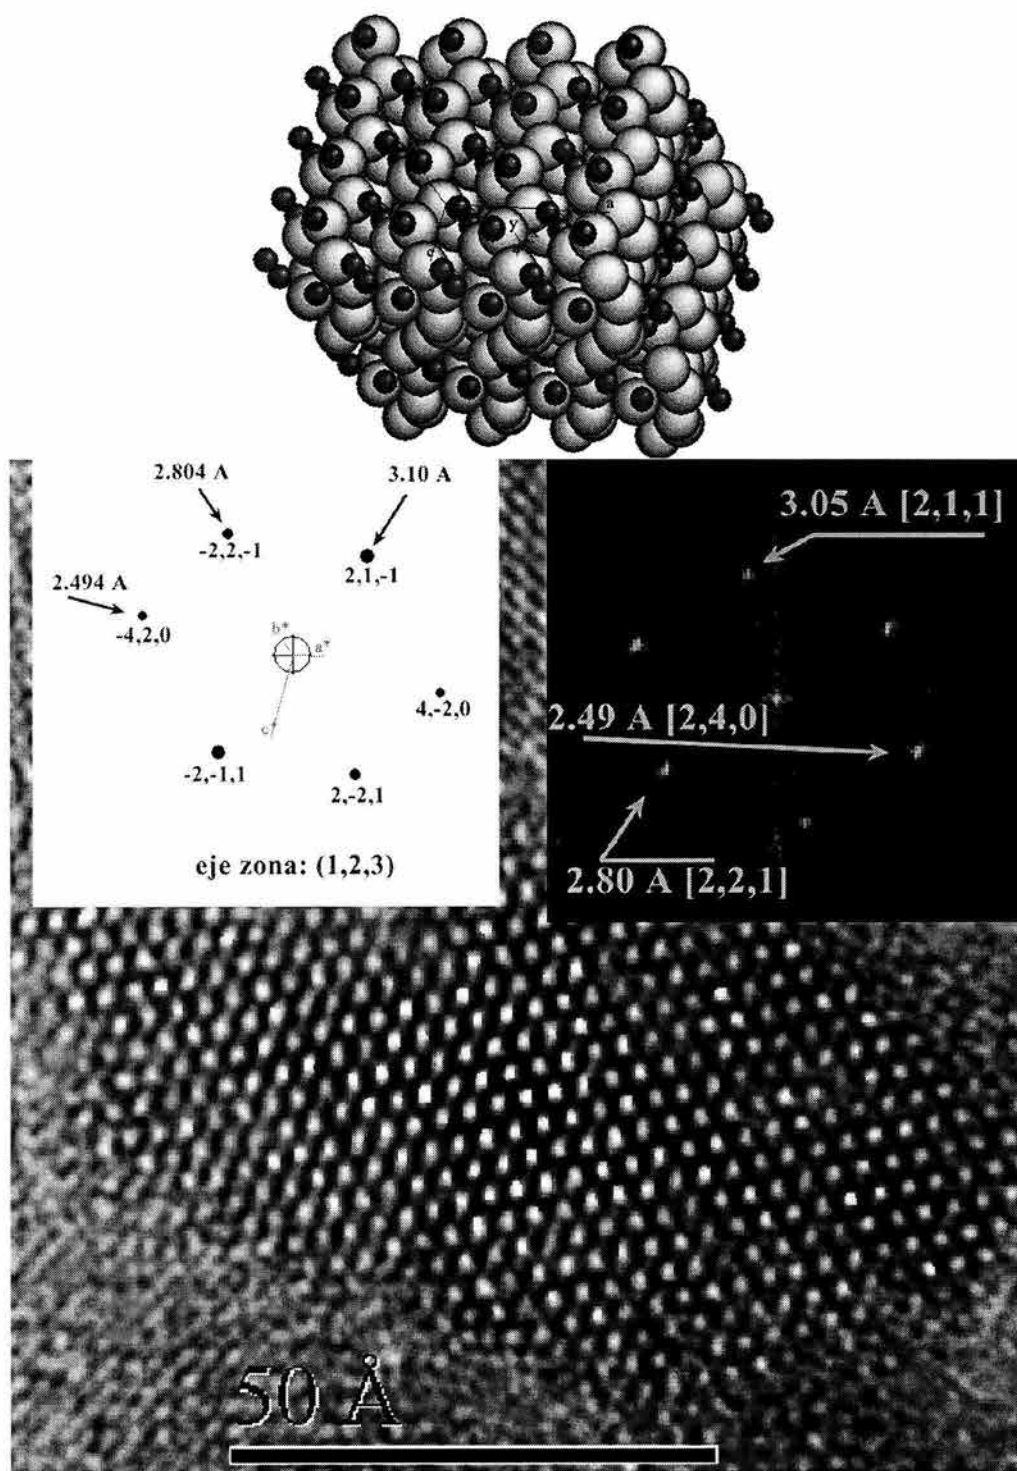 a
y
c
2.804 A
3.10 A
-2,2,-1
2,1,-1
2.494 A
-4,2,0
b*
a*
4,-2,0
c*
-2,-1,1
2,-2,1
eje zona: (1,2,3)
3.05 A [2,1,1]
2.49 A [2,4,0]
2.80 A [2,2,1]
50 Å